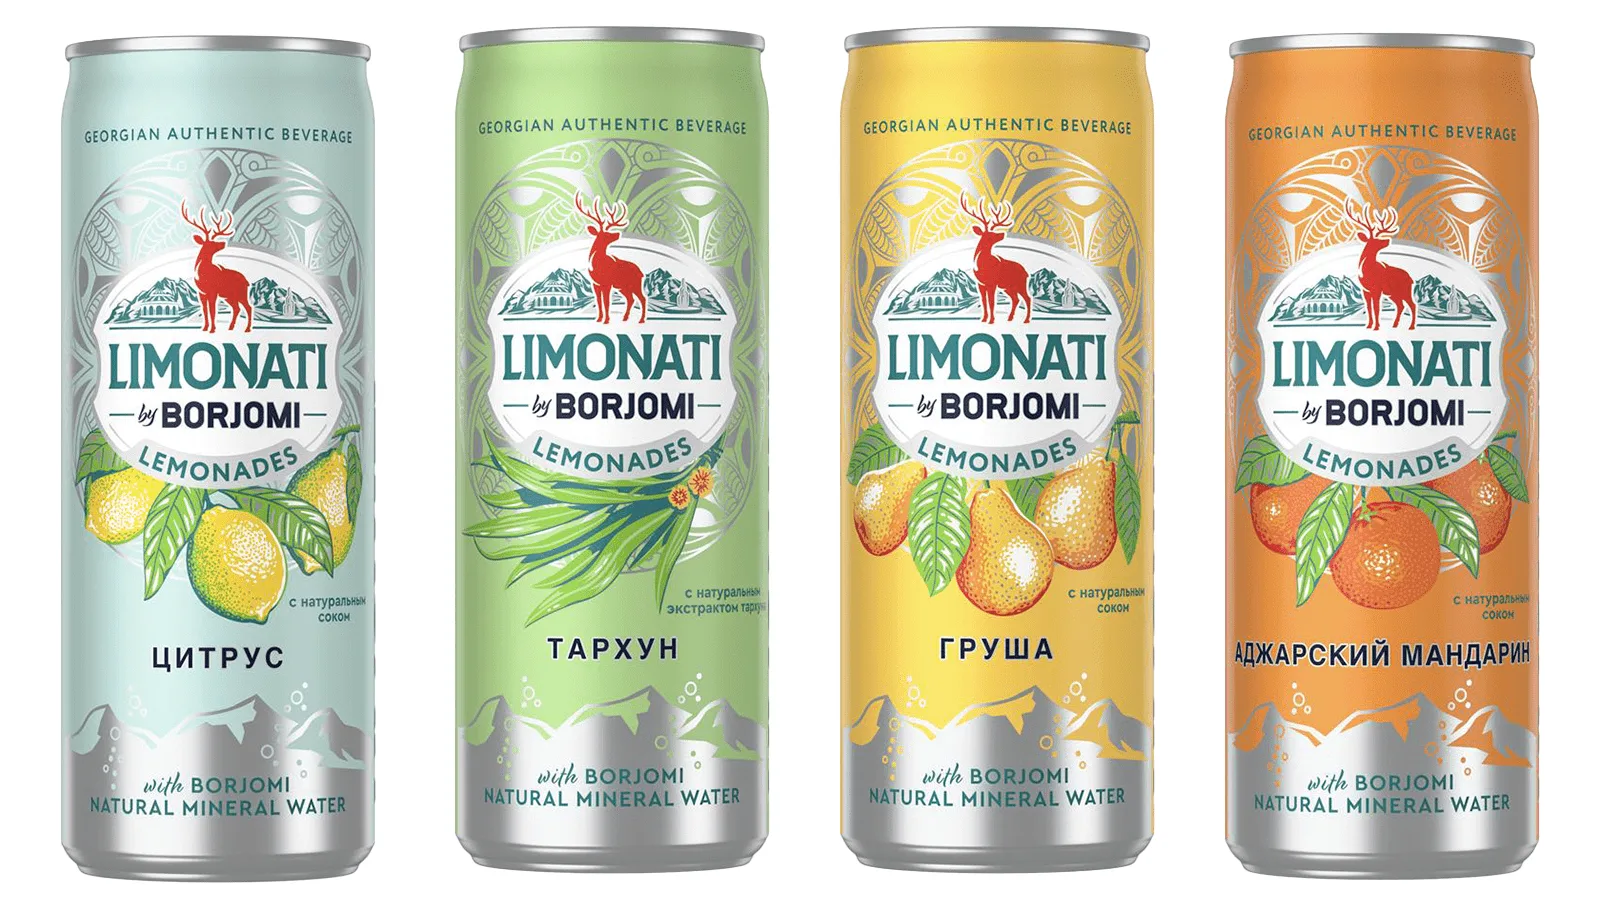 GEORGIAN AUTHENTIC BEVERAGE
LIMONATI
by BORJOMI
LEMONADES
с натуральным
соком
ЦИТРУС
with BORJOMI
NATURAL MINERAL WATER
GEORGIAN AUTHENTIC BEVERAGE
LIMONATI
by BORJOMI
LEMONADES
с натуральным
экстрактом тархуна
ТАРХУН
with BORJOMI
NATURAL MINERAL WATER
GEORGIAN AUTHENTIC BEVERAGE
LIMONATI
by BORJOMI
LEMONADES
с натуральным
соком
ГРУША
with BORJOMI
NATURAL MINERAL WATER
GEORGIAN AUTHENTIC BEVERAGE
LIMONATI
by BORJOMI
LEMONADES
с натуральным
соком
АДЖАРСКИЙ МАНДАРИН
with BORJOMI
NATURAL MINERAL WATER